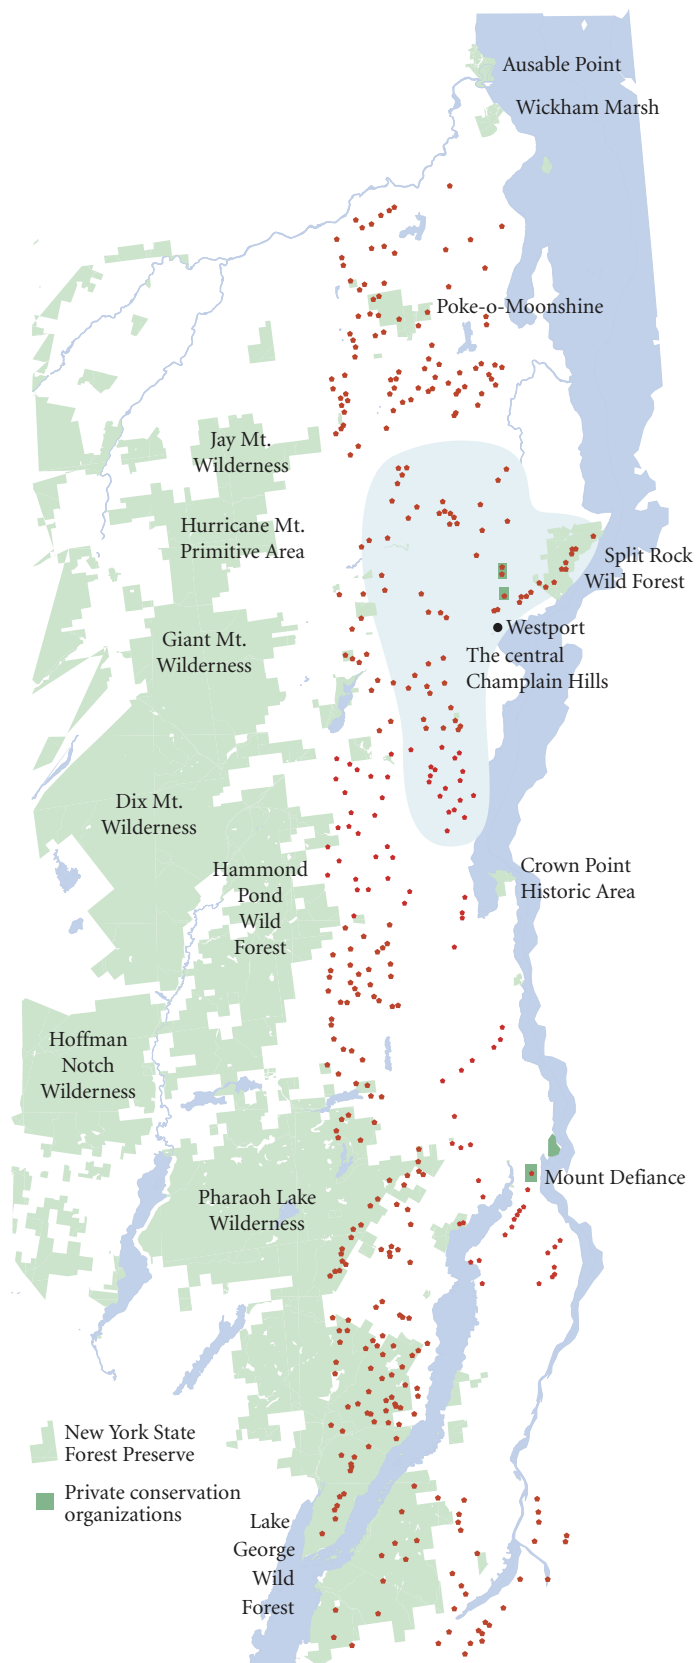 Ausable Point
Wickham Marsh
Poke-o-Moonshine
Jay Mt.
Wilderness
Hurricane Mt.
Primitive Area
Split Rock
Wild Forest
Giant Mt.
Wilderness
Westport
The central
Champlain Hills
Dix Mt.
Wilderness
Hammond
Pond
Wild
Forest
Crown Point
Historic Area
Hoffman
Notch
Wilderness
Mount Defiance
Pharaoh Lake
Wilderness
New York State
Forest Preserve
Private conservation
organizations
Lake
George
Wild
Forest